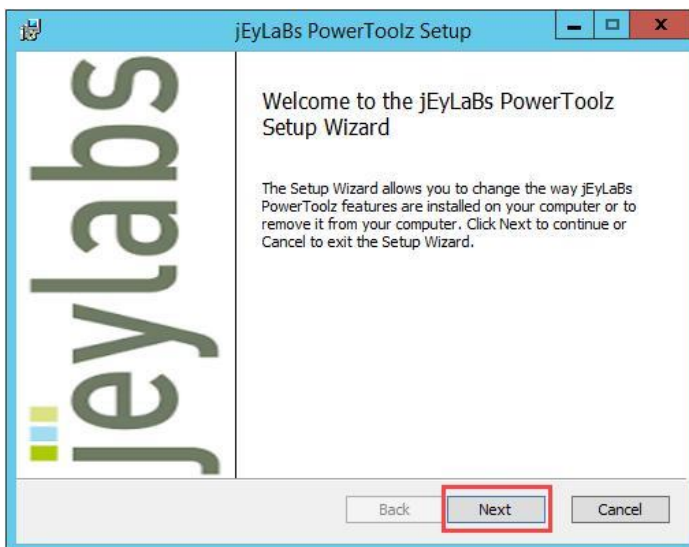 jEyLaBs PowerToolz Setup
x
jeylabs
Welcome to the jEyLaBs PowerToolz
Setup Wizard
The Setup Wizard allows you to change the way jEyLaBs
PowerToolz features are installed on your computer or to
remove it from your computer. Click Next to continue or
Cancel to exit the Setup Wizard.
Back Next Cancel